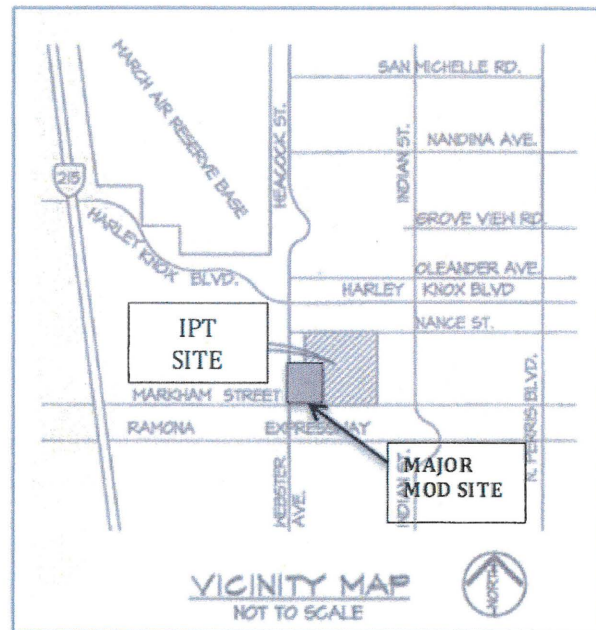 SAN MICHELLE RD.
MARCH AIR RESERVE BASE
HEACOCK ST.
INDIAN ST.
NANDINA AVE.
215
GROVE VIEW RD.
HARLEY KNOX BLVD.
OLEANDER AVE.
HARLEY KNOX BLVD
NANCE ST.
IPT
SITE
N. PERRIS BLVD.
MARKHAM STREET
RAMONA EXPRESSWAY
MAJOR
MOD SITE
WEBSTER
AVE.
INDIAN ST.
VICINITY MAP
NOT TO SCALE
NORTH